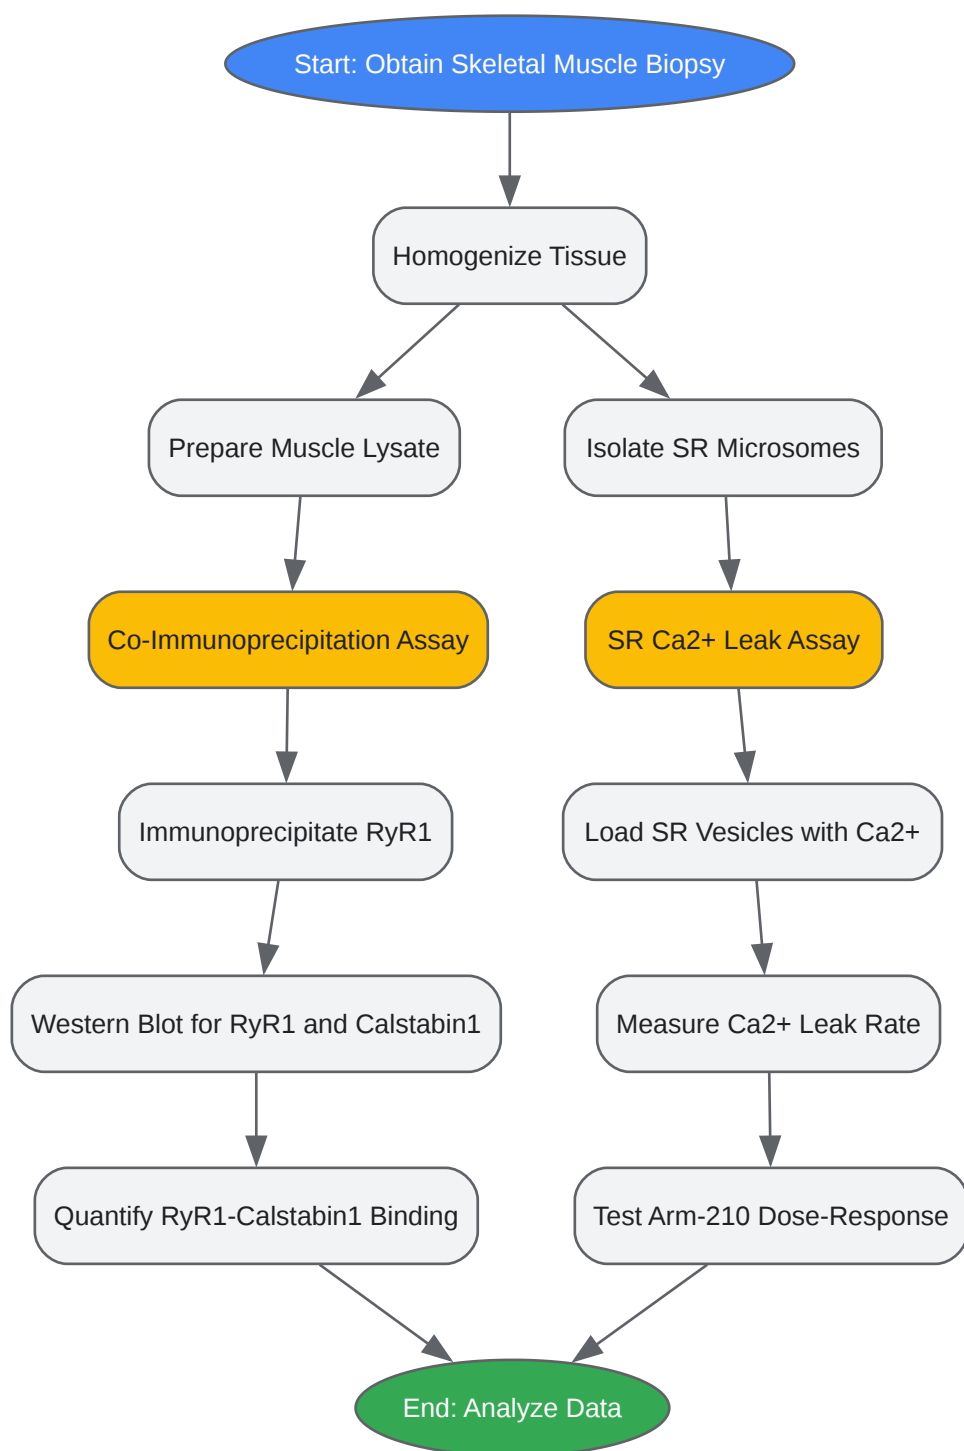 Start: Obtain Skeletal Muscle Biopsy
Homogenize Tissue
Prepare Muscle Lysate
Isolate SR Microsomes
Co-Immunoprecipitation Assay
SR Ca2+ Leak Assay
Immunoprecipitate RyR1
Load SR Vesicles with Ca2+
Western Blot for RyR1 and Calstabin1
Measure Ca2+ Leak Rate
Quantify RyR1-Calstabin1 Binding
Test Arm-210 Dose-Response
End: Analyze Data